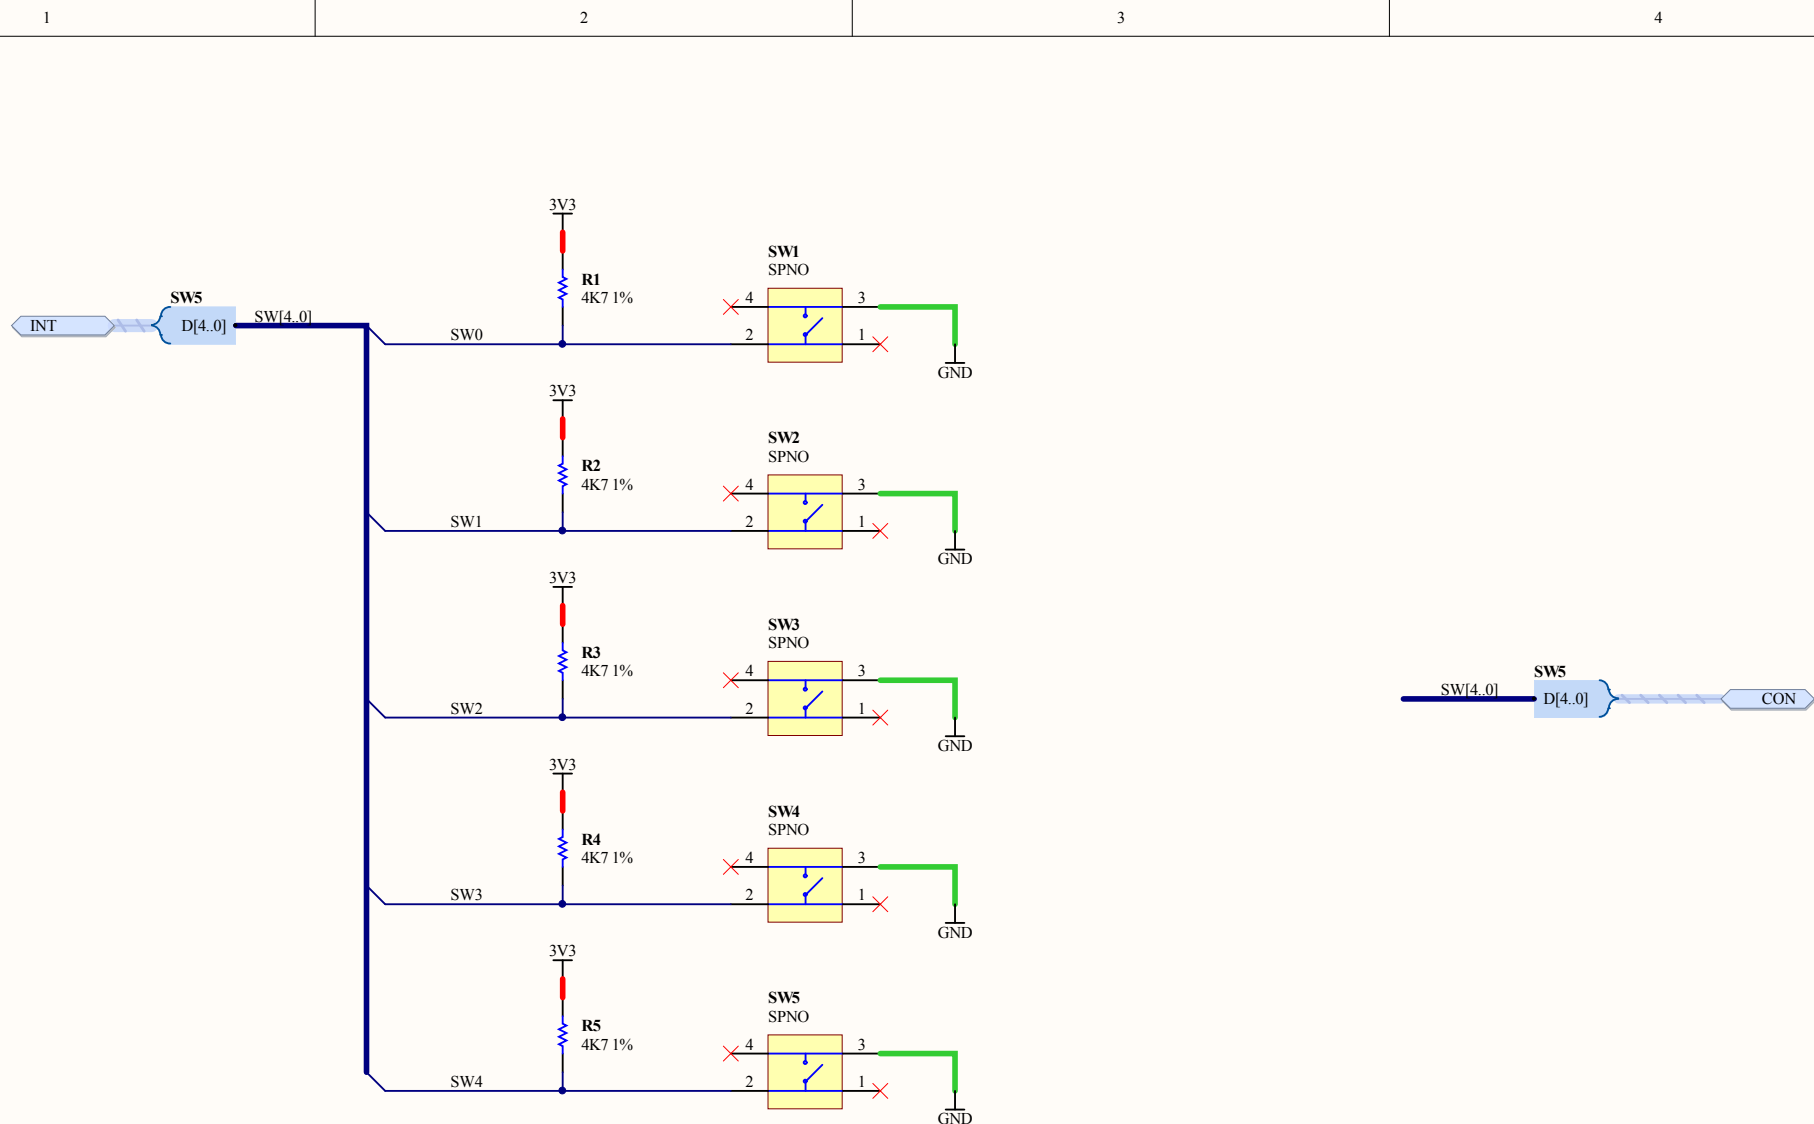 1 2 3 4
3V3
SW1
SPNO
R1
4K7 1%
SW5
INT
D[4..0]
SW[4..0]
SW0
4 3
2 1
GND
3V3
SW2
SPNO
R2
4K7 1%
SW1
4 3
2 1
GND
3V3
SW3
SPNO
R3
4K7 1%
SW2
4 3
2 1
GND
SW5
SW[4..0]
D[4..0]
CON
3V3
SW4
SPNO
R4
4K7 1%
SW3
4 3
2 1
GND
3V3
SW5
SPNO
R5
4K7 1%
SW4
4 3
2 1
GND